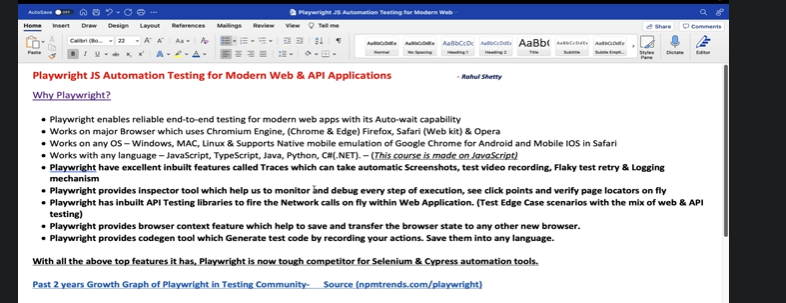 AutoSave OFF
Playwright JS Automation Testing for Modern Web
Home Insert Draw Design Layout References Mailings Review View Tell me
Share Comments
Paste
Calibri (Bo... 22
AaBbCcDdEe AaBbCcDdEe AaBbCcDc AaBbCcDdEe AaBb( AaBbCcDdEe AaBbCcDdEe
Normal No Spacing Heading 1 Heading 2 Title Subtitle Subtle Emph...
Styles Pane
Dictate
Editor
Playwright JS Automation Testing for Modern Web & API Applications - Rahul Shetty
Why Playwright?
• Playwright enables reliable end-to-end testing for modern web apps with its Auto-wait capability
• Works on major Browser which uses Chromium Engine, (Chrome & Edge) Firefox, Safari (Web kit) & Opera
• Works on any OS – Windows, MAC, Linux & Supports Native mobile emulation of Google Chrome for Android and Mobile IOS in Safari
• Works with any language – JavaScript, TypeScript, Java, Python, C#(.NET). – (This course is made on JavaScript)
• Playwright have excellent inbuilt features called Traces which can take automatic Screenshots, test video recording, Flaky test retry & Logging
mechanism
• Playwright provides inspector tool which help us to monitor and debug every step of execution, see click points and verify page locators on fly
• Playwright has inbuilt API Testing libraries to fire the Network calls on fly within Web Application. (Test Edge Case scenarios with the mix of web & API
testing)
• Playwright provides browser context feature which help to save and transfer the browser state to any other new browser.
• Playwright provides codegen tool which Generate test code by recording your actions. Save them into any language.
With all the above top features it has, Playwright is now tough competitor for Selenium & Cypress automation tools.
Past 2 years Growth Graph of Playwright in Testing Community- Source (npmtrends.com/playwright)